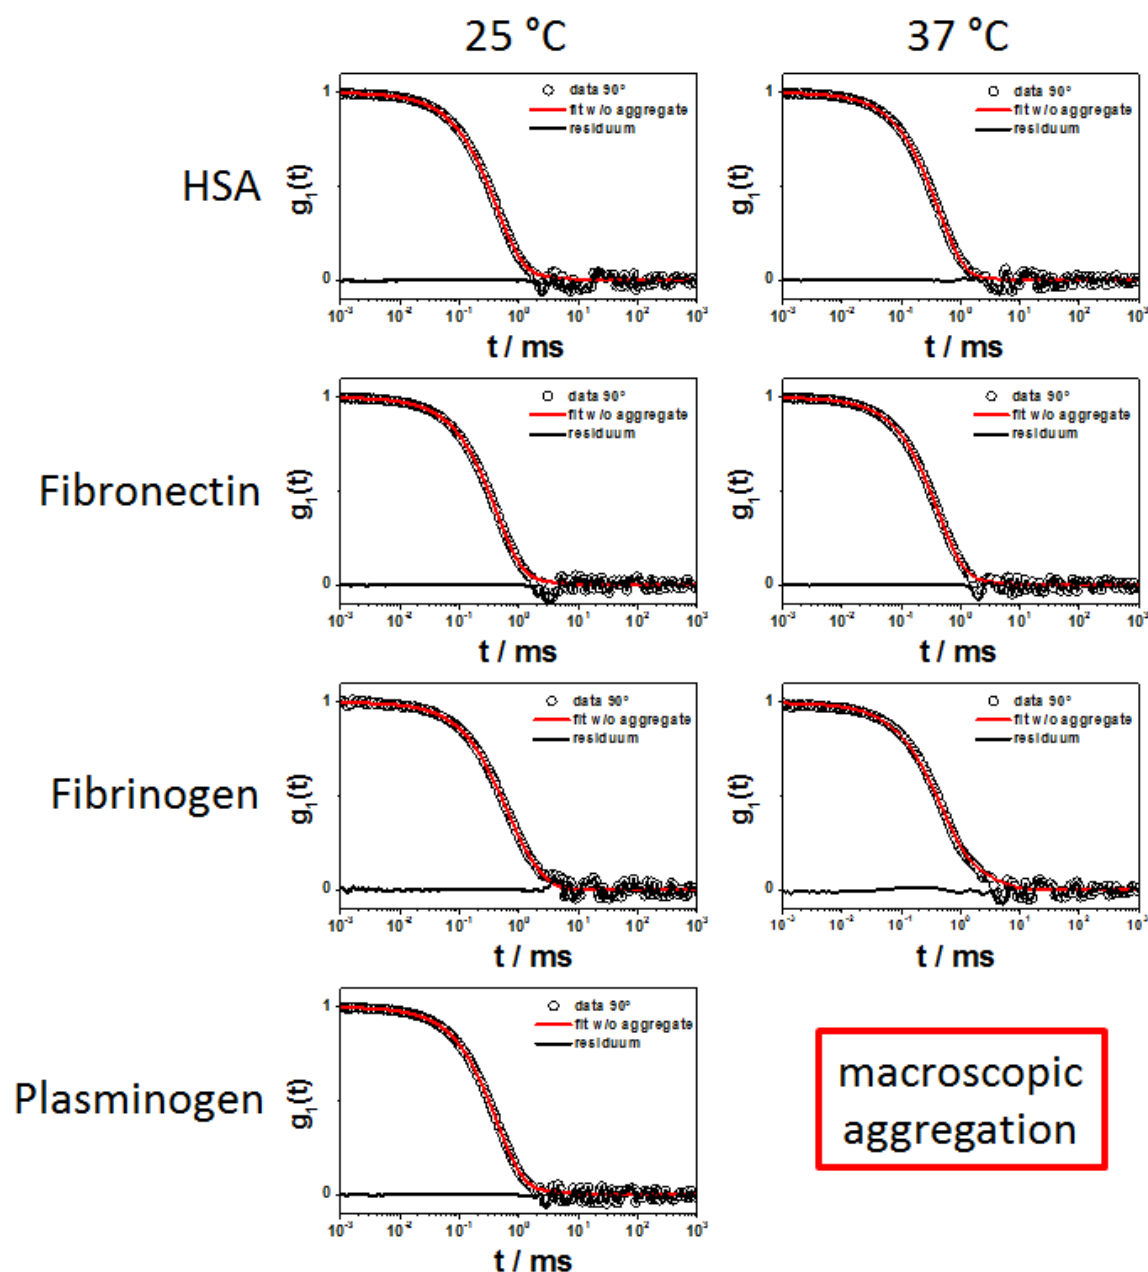 25 °C
37 °C
HSA
g1(t)
1
0
data 90°
fit w/o aggregate
residuum
10-3
10-2
10-1
100
101
102
103
t / ms
g1(t)
1
0
data 90°
fit w/o aggregate
residuum
10-3
10-2
10-1
100
101
102
103
t / ms
Fibronectin
g1(t)
1
0
data 90°
fit w/o aggregate
residuum
10-3
10-2
10-1
100
101
102
103
t / ms
g1(t)
1
0
data 90°
fit w/o aggregate
residuum
10-3
10-2
10-1
100
101
102
103
t / ms
Fibrinogen
g1(t)
1
0
data 90°
fit w/o aggregate
residuum
10-3
10-2
10-1
100
101
102
103
t / ms
g1(t)
1
0
data 90°
fit w/o aggregate
residuum
10-3
10-2
10-1
100
101
102
103
t / ms
Plasminogen
g1(t)
1
0
data 90°
fit w/o aggregate
residuum
10-3
10-2
10-1
100
101
102
103
t / ms
macroscopic
aggregation